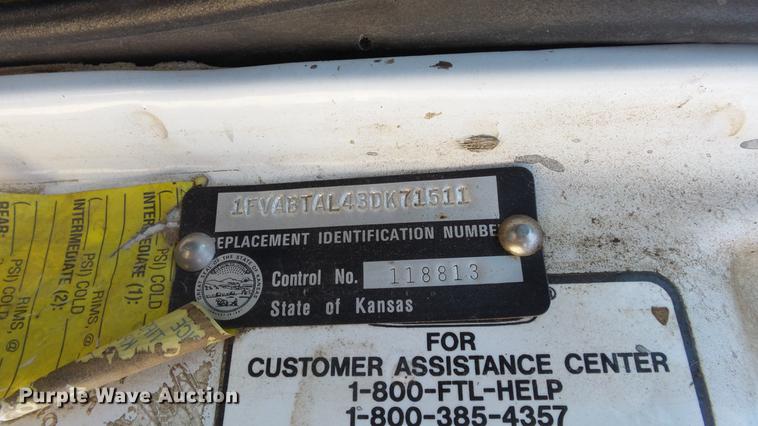 1FVABTAL43DK71511
REPLACEMENT IDENTIFICATION NUMBER
Control No. 118813
State of Kansas
FOR
CUSTOMER ASSISTANCE CENTER
1-800-FTL-HELP
1-800-385-4357
INTERMEDIATE (1):
INTERMEDIATE (2):
REAR:
RIMS, @
RIMS, @
PSI) COLD
PSI) COLD
PSI) COLD
Purple Wave Auction